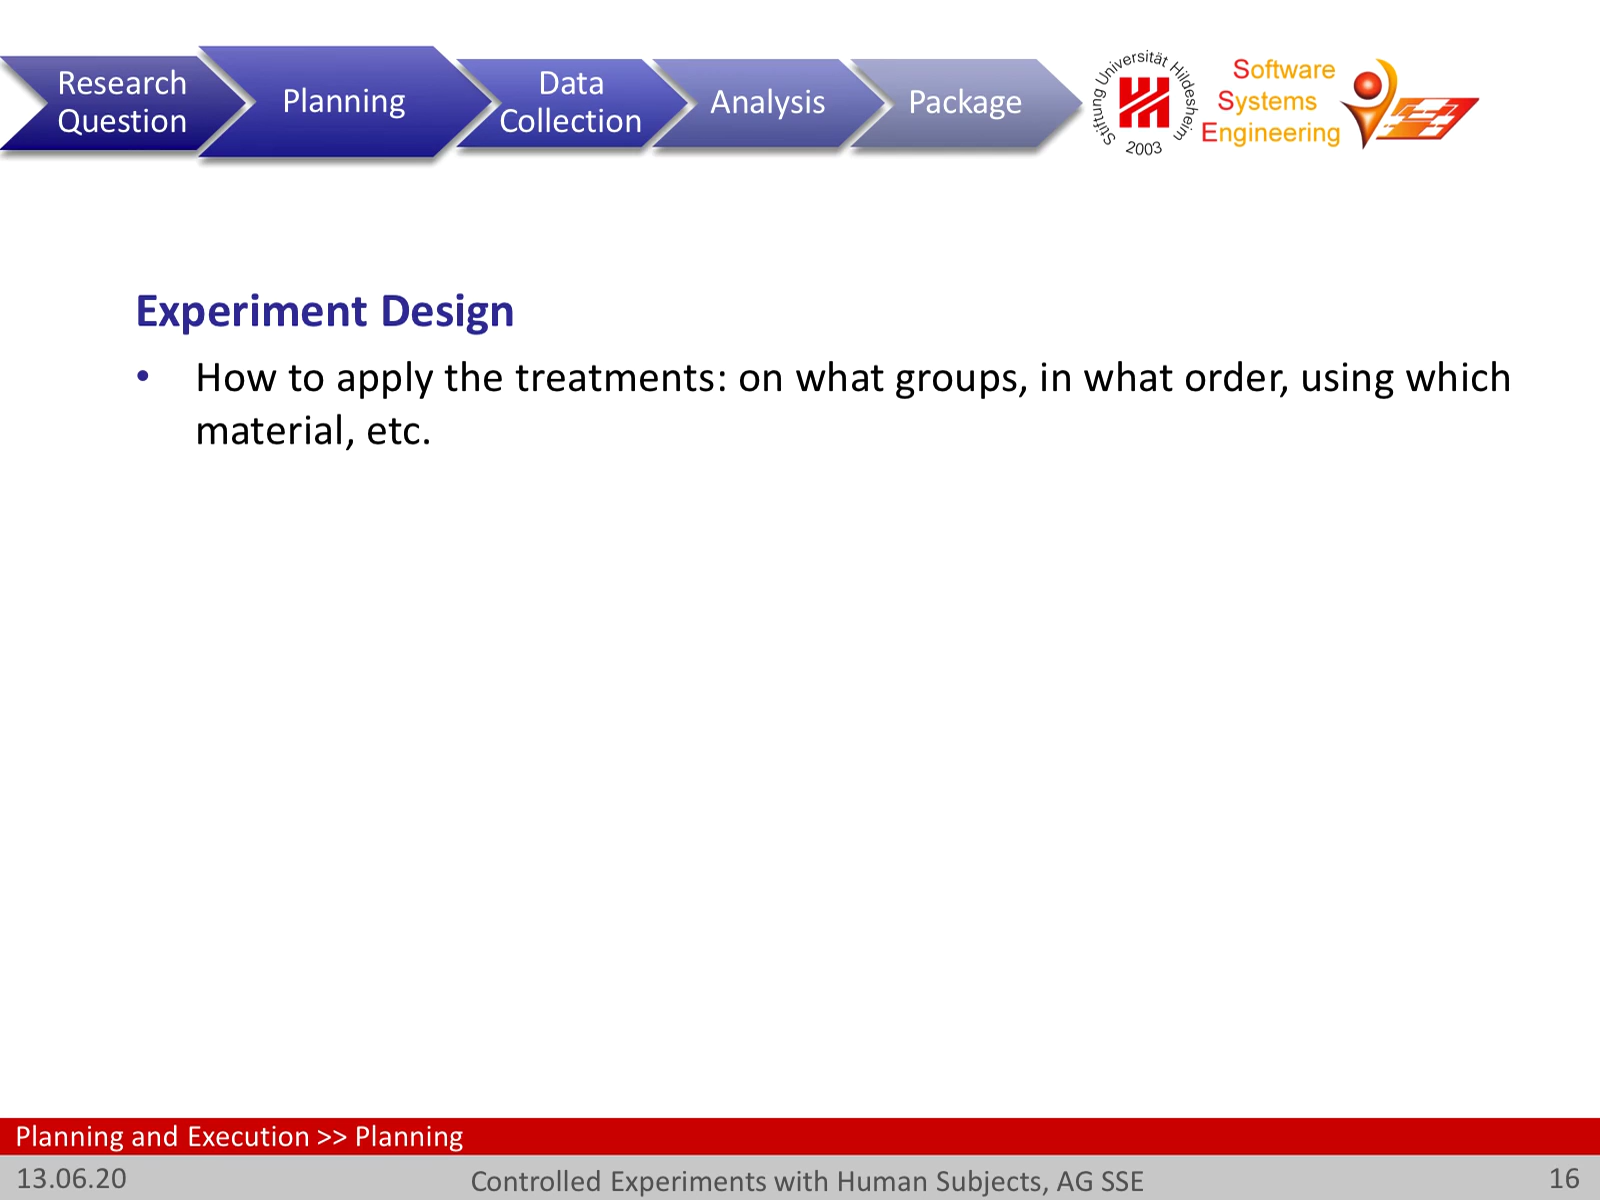 Research
Question
Planning
Data
Collection
Analysis
Package
Stiftung Universität Hildesheim
2003
Software
Systems
Engineering
Experiment Design
• How to apply the treatments: on what groups, in what order, using which
material, etc.
Planning and Execution >> Planning
13.06.20
Controlled Experiments with Human Subjects, AG SSE
16